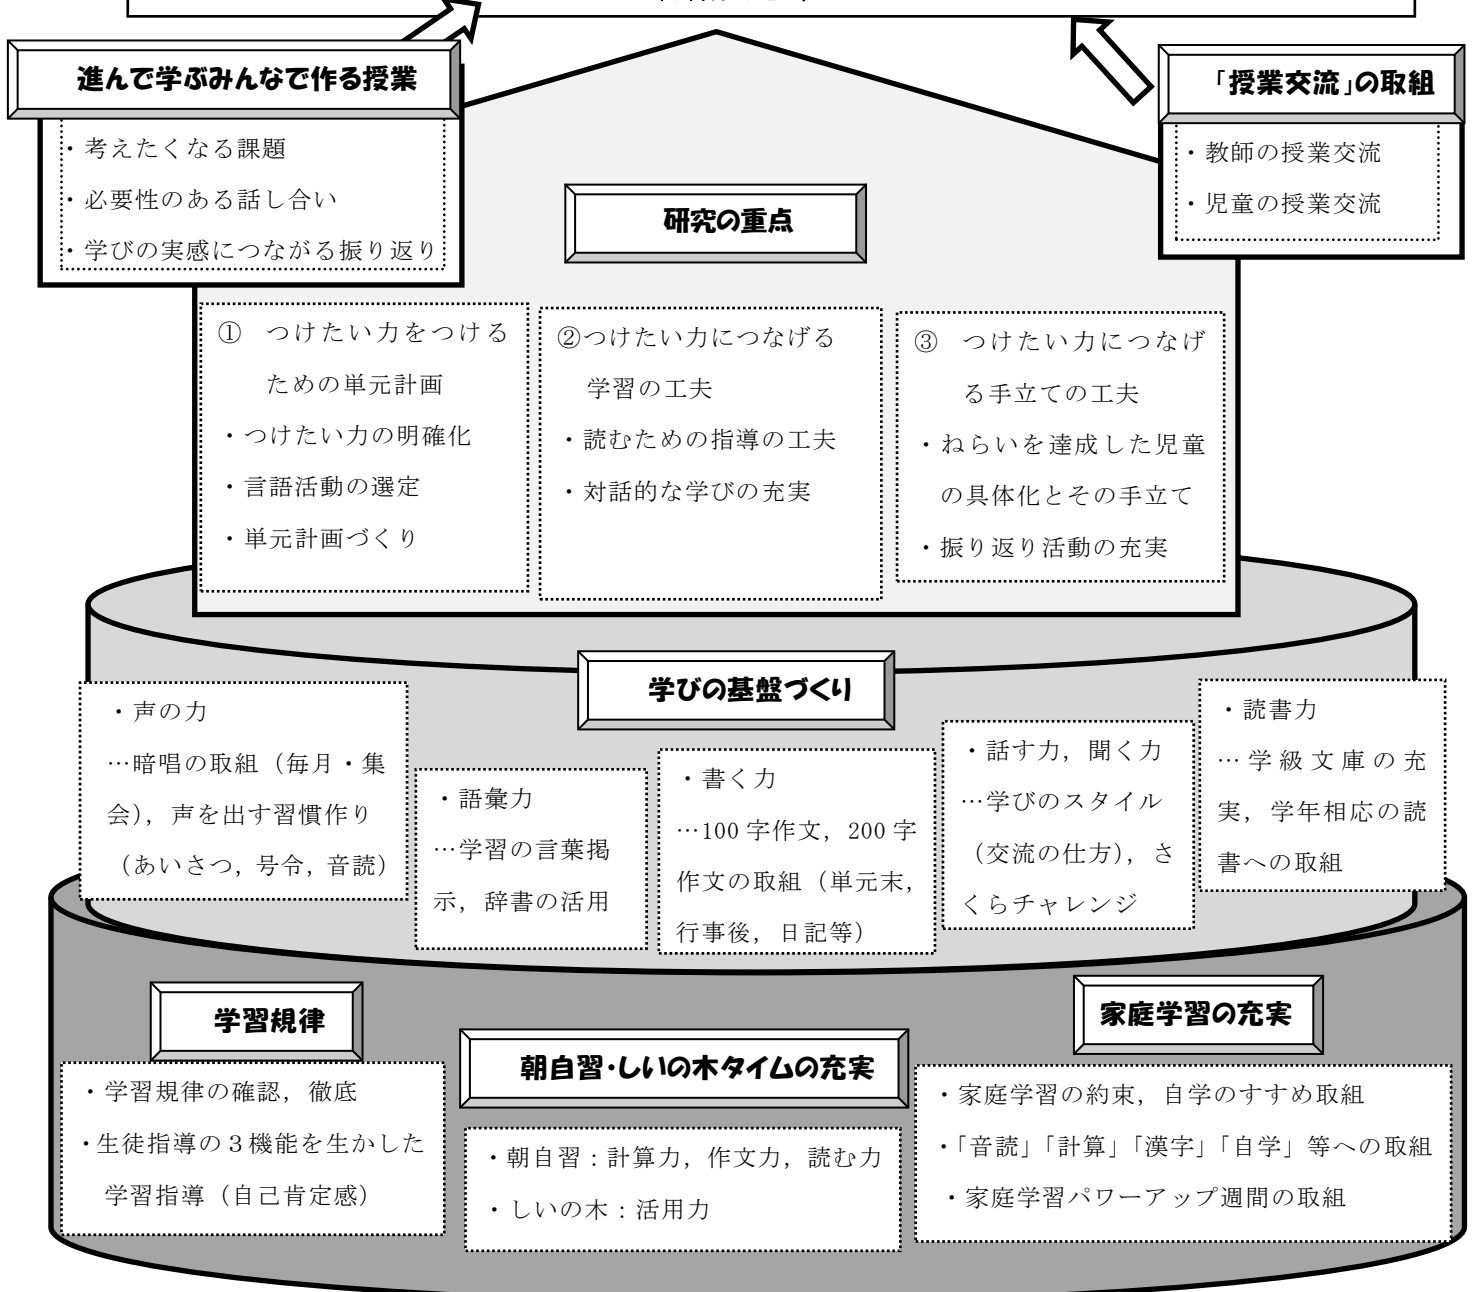 進んで学ぶみんなで作る授業
・考えたくなる課題
・必要性のある話し合い
・学びの実感につながる振り返り
「授業交流」の取組
・教師の授業交流
・児童の授業交流
研究の重点
①　つけたい力をつける
ための単元計画
・つけたい力の明確化
・言語活動の選定
・単元計画づくり
②つけたい力につなげる
学習の工夫
・読むための指導の工夫
・対話的な学びの充実
③　つけたい力につなげ
る手立ての工夫
・ねらいを達成した児童
の具体化とその手立て
・振り返り活動の充実
学びの基盤づくり
・声の力
…暗唱の取組（毎月・集
会），声を出す習慣作り
（あいさつ，号令，音読）
・語彙力
…学習の言葉掲
示，辞書の活用
・書く力
…100 字作文，200 字
作文の取組（単元末，
行事後，日記等）
・話す力，聞く力
…学びのスタイル
（交流の仕方），さ
くらチャレンジ
・読書力
…学級文庫の充
実，学年相応の読
書への取組
学習規律
・学習規律の確認，徹底
・生徒指導の３機能を生かした
学習指導（自己肯定感）
朝自習・しいの木タイムの充実
・朝自習：計算力，作文力，読む力
・しいの木：活用力
家庭学習の充実
・家庭学習の約束，自学のすすめ取組
・「音読」「計算」「漢字」「自学」等への取組
・家庭学習パワーアップ週間の取組